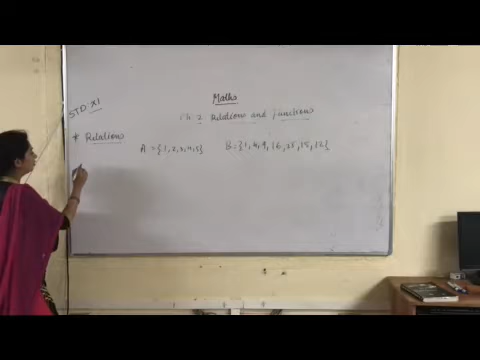 STD: XI
Maths
Ch: 2 Relations and Functions
* Relations
A = {1, 2, 3, 4, 5} B = {1, 4, 9, 16, 25, 15, 12}